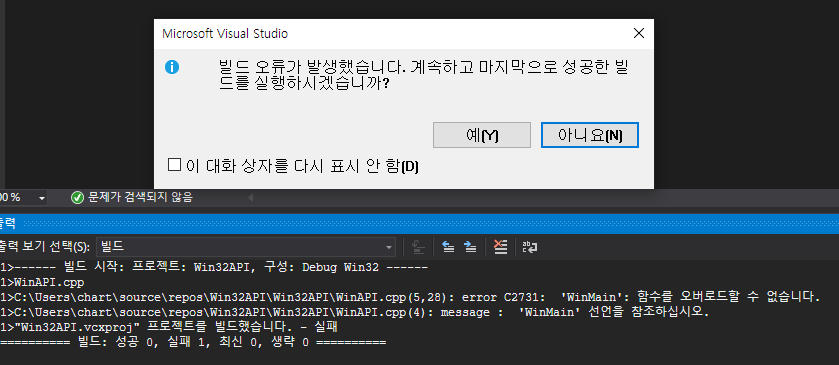 Microsoft Visual Studio
빌드 오류가 발생했습니다. 계속하고 마지막으로 성공한 빌
드를 실행하시겠습니까?
예(Y)
아니요(N)
이 대화 상자를 다시 표시 안 함(D)
00 %
문제가 검색되지 않음
출력
출력 보기 선택(S): 빌드
1>------ 빌드 시작: 프로젝트: Win32API, 구성: Debug Win32 ------
1>WinAPI.cpp
1>C:\Users\chart\source\repos\Win32API\Win32API\WinAPI.cpp(5,28): error C2731:  'WinMain': 함수를 오버로드할 수 없습니다.
1>C:\Users\chart\source\repos\Win32API\Win32API\WinAPI.cpp(4): message :  'WinMain' 선언을 참조하십시오.
1>"Win32API.vcxproj" 프로젝트를 빌드했습니다. - 실패
========== 빌드: 성공 0, 실패 1, 최신 0, 생략 0 ==========